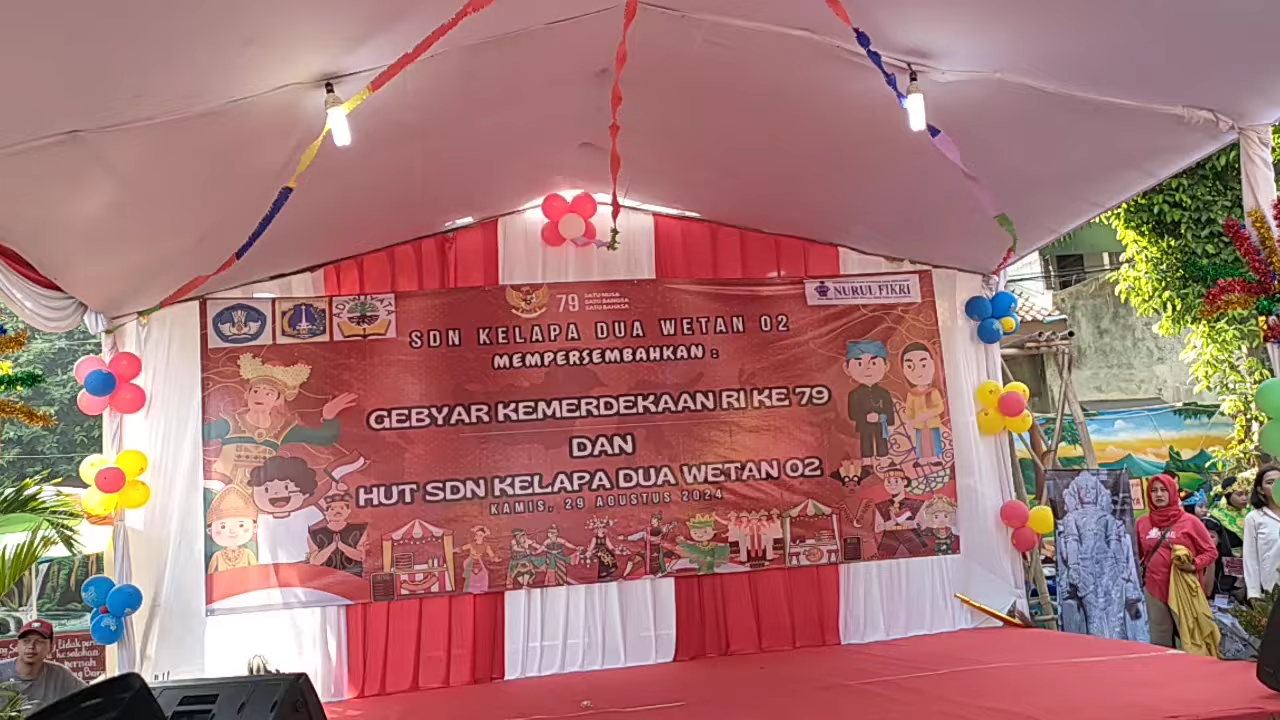 79
SATU NUSA
SATU BANGSA
SATU BAHASA
NURUL FIKRI
SDN KELAPA DUA WETAN 02
MEMPERSEMBAHKAN :
GEBYAR KEMERDEKAAN RI KE 79
DAN
HUT SDN KELAPA DUA WETAN 02
KAMIS, 29 AGUSTUS 2024